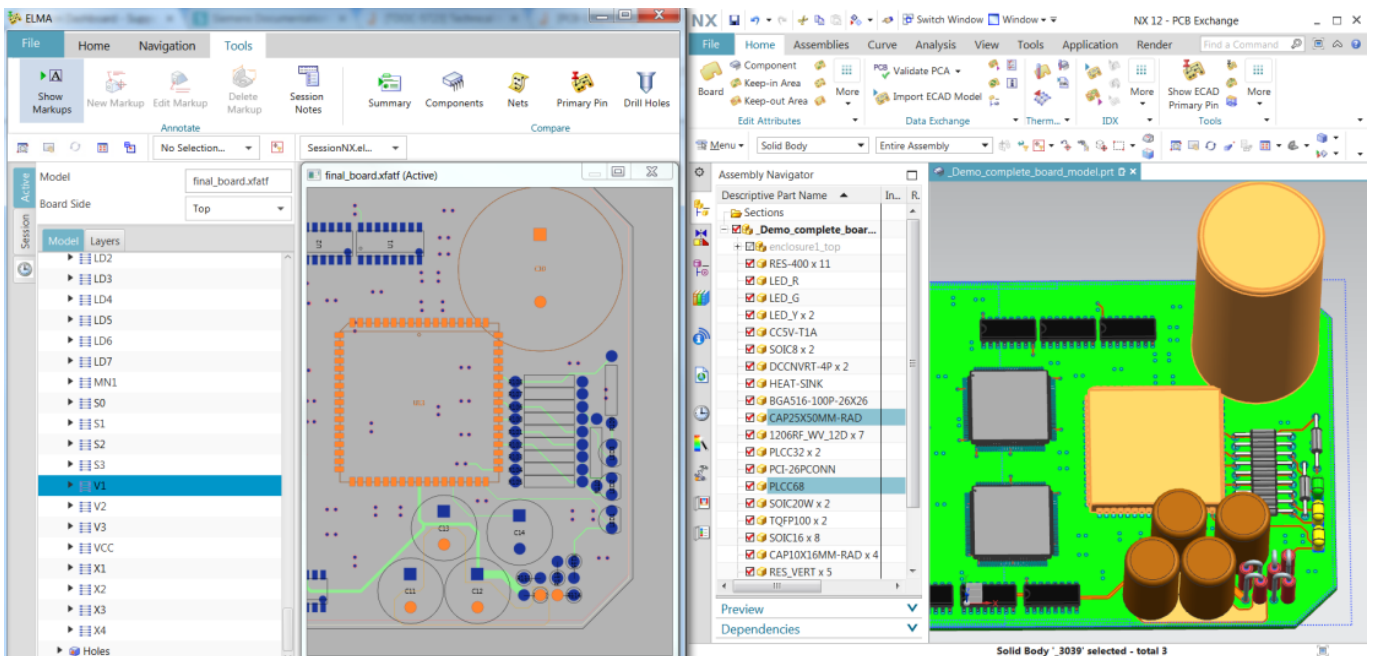 ELMA
File Home Navigation Tools
Show Markups
New Markup
Edit Markup
Delete Markup
Session Notes
Summary
Components
Nets
Primary Pin
Drill Holes
Annotate
Compare
No Selection...
SessionNX.el...
Active
Session
Model
final_board.xfatf
Board Side
Top
Model Layers
LD2
LD3
LD4
LD5
LD6
LD7
MN1
S0
S1
S2
S3
V1
V2
V3
VCC
X1
X2
X3
X4
Holes
final_board.xfatf (Active)
C13
C14
C11
C12
NX
Switch Window
Window
NX 12 - PCB Exchange
File Home Assemblies Curve Analysis View Tools Application Render
Find a Command
Board
Component
Keep-in Area
Keep-out Area
More
Edit Attributes
PCB Validate PCA
Import ECAD Model
Data Exchange
Therm...
More
IDX
Show ECAD Primary Pin
More
Tools
Menu
Solid Body
Entire Assembly
Assembly Navigator
Descriptive Part Name
In...
R.
Sections
_Demo_complete_boar...
enclosure1_top
RES-400 x 11
LED_R
LED_G
LED_Y x 2
CC5V-T1A
SOIC8 x 2
DCCNVRT-4P x 2
HEAT-SINK
BGA516-100P-26X26
CAP25X50MM-RAD
1206RF_WV_12D x 7
PLCC32 x 2
PCI-26PCONN
PLCC68
SOIC20W x 2
TQFP100 x 2
SOIC16 x 8
CAP10X16MM-RAD x 4
RES_VERT x 5
Preview
Dependencies
_Demo_complete_board_model.prt
Solid Body '_3039' selected - total 3